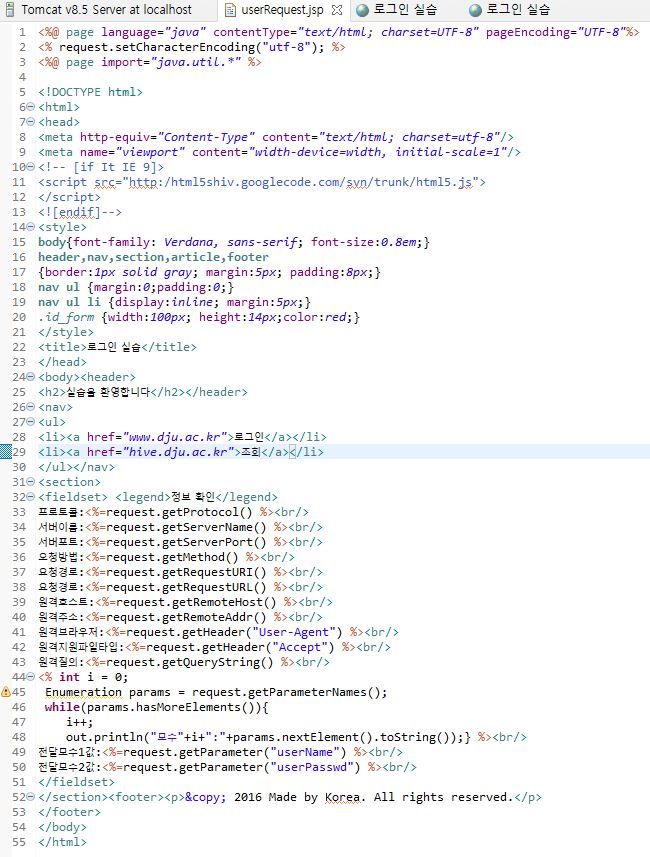 Tomcat v8.5 Server at localhost userRequest.jsp 로그인 실습 로그인 실습
1 <%@ page language="java" contentType="text/html; charset=UTF-8" pageEncoding="UTF-8"%>
2 <% request.setCharacterEncoding("utf-8"); %>
3 <%@ page import="java.util.*" %>
4
5 <!DOCTYPE html>
6 <html>
7 <head>
8 <meta http-equiv="Content-Type" content="text/html; charset=utf-8"/>
9 <meta name="viewport" content="width-device=width, initial-scale=1"/>
10 <!-- [if It IE 9]>
11 <script src="http:/html5shiv.googlecode.com/svn/trunk/html5.js">
12 </script>
13 <![endif]-->
14 <style>
15 body{font-family: Verdana, sans-serif; font-size:0.8em;}
16 header,nav,section,article,footer
17 {border:1px solid gray; margin:5px; padding:8px;}
18 nav ul {margin:0;padding:0;}
19 nav ul li {display:inline; margin:5px;}
20 .id_form {width:100px; height:14px;color:red;}
21 </style>
22 <title>로그인 실습</title>
23 </head>
24 <body><header>
25 <h2>실습을 환영합니다</h2></header>
26 <nav>
27 <ul>
28 <li><a href="www.dju.ac.kr">로그인</a></li>
29 <li><a href="hive.dju.ac.kr">조회</a></li>
30 </ul></nav>
31 <section>
32 <fieldset> <legend>정보 확인</legend>
33 프로토콜:<%=request.getProtocol() %><br/>
34 서버이름:<%=request.getServerName() %><br/>
35 서버포트:<%=request.getServerPort() %><br/>
36 요청방법:<%=request.getMethod() %><br/>
37 요청경로:<%=request.getRequestURI() %><br/>
38 요청경로:<%=request.getRequestURL() %><br/>
39 원격호스트:<%=request.getRemoteHost() %><br/>
40 원격주소:<%=request.getRemoteAddr() %><br/>
41 원격브라우저:<%=request.getHeader("User-Agent") %><br/>
42 원격지원파일타입:<%=request.getHeader("Accept") %><br/>
43 원격질의:<%=request.getQueryString() %><br/>
44 <% int i = 0;
45 Enumeration params = request.getParameterNames();
46 while(params.hasMoreElements()){
47 i++;
48 out.println("모수"+i+":"+params.nextElement().toString());} %><br/>
49 전달모수1값:<%=request.getParameter("userName") %><br/>
50 전달모수2값:<%=request.getParameter("userPasswd") %><br/>
51 </fieldset>
52 </section><footer><p>&copy; 2016 Made by Korea. All rights reserved.</p>
53 </footer>
54 </body>
55 </html>